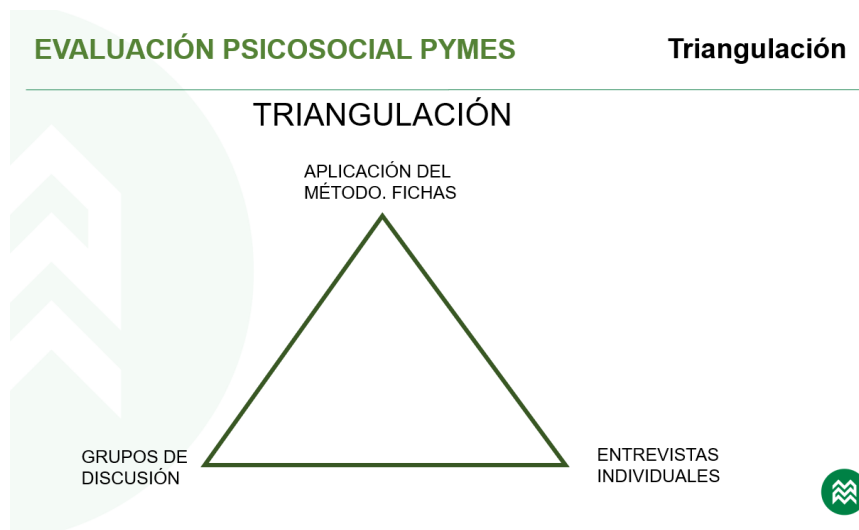 EVALUACIÓN PSICOSOCIAL PYMES
Triangulación
TRIANGULACIÓN
APLICACIÓN DEL
MÉTODO. FICHAS
GRUPOS DE
DISCUSIÓN
ENTREVISTAS
INDIVIDUALES